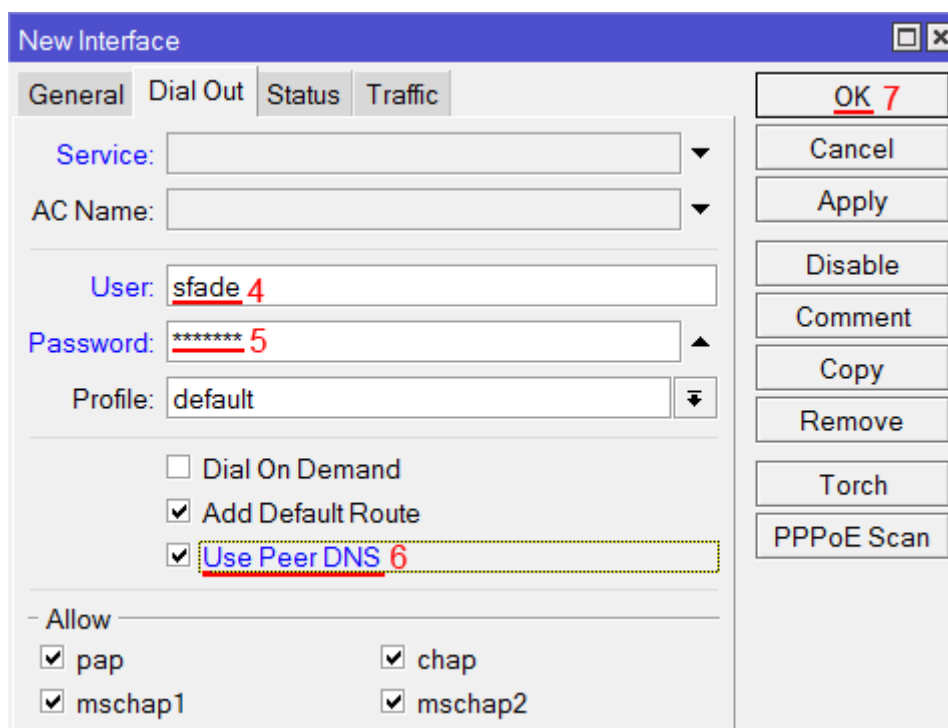 New Interface
General Dial Out Status Traffic
Service:
AC Name:
User: sfade 4
Password: ******* 5
Profile: default
Dial On Demand
Add Default Route
Use Peer DNS 6
Allow
pap chap
mschap1 mschap2
OK 7
Cancel
Apply
Disable
Comment
Copy
Remove
Torch
PPPoE Scan